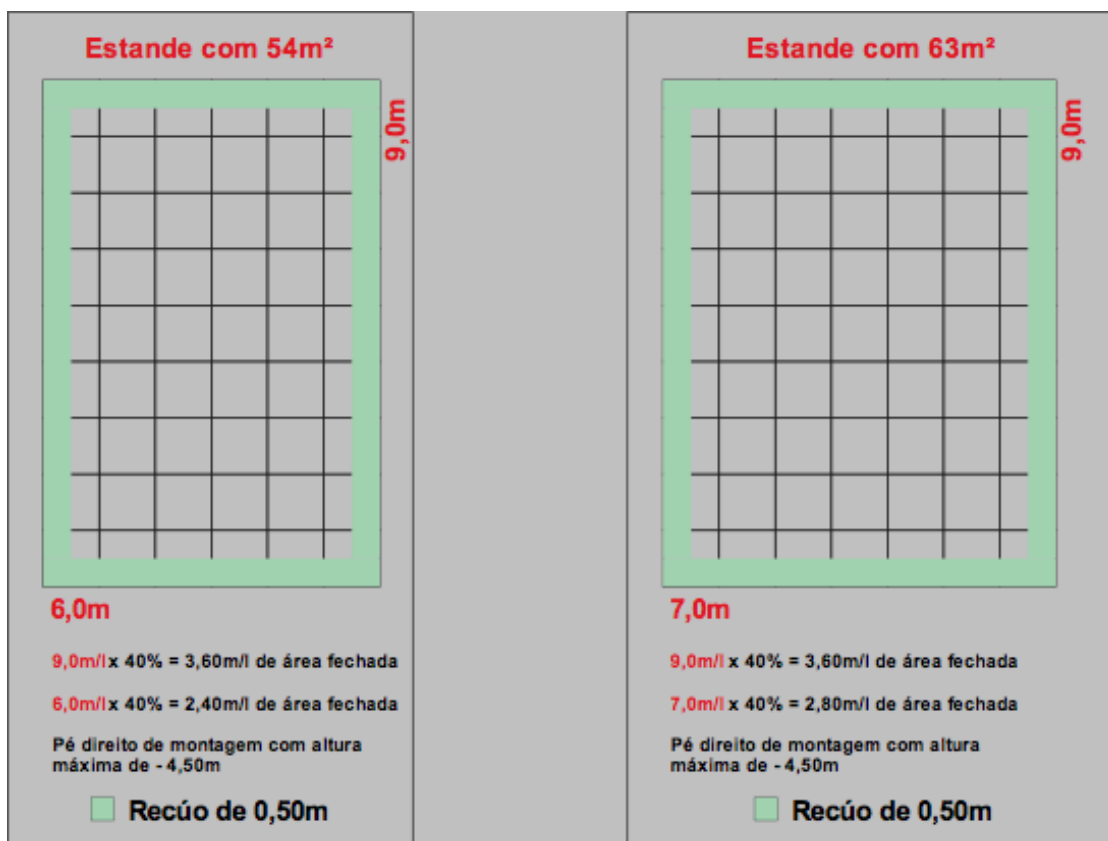 Estande com 54m²
9,0m
6,0m
9,0m/l x 40% = 3,60m/l de área fechada
6,0m/l x 40% = 2,40m/l de área fechada
Pé direito de montagem com altura
máxima de - 4,50m
Recúo de 0,50m
Estande com 63m²
9,0m
7,0m
9,0m/l x 40% = 3,60m/l de área fechada
7,0m/l x 40% = 2,80m/l de área fechada
Pé direito de montagem com altura
máxima de - 4,50m
Recúo de 0,50m